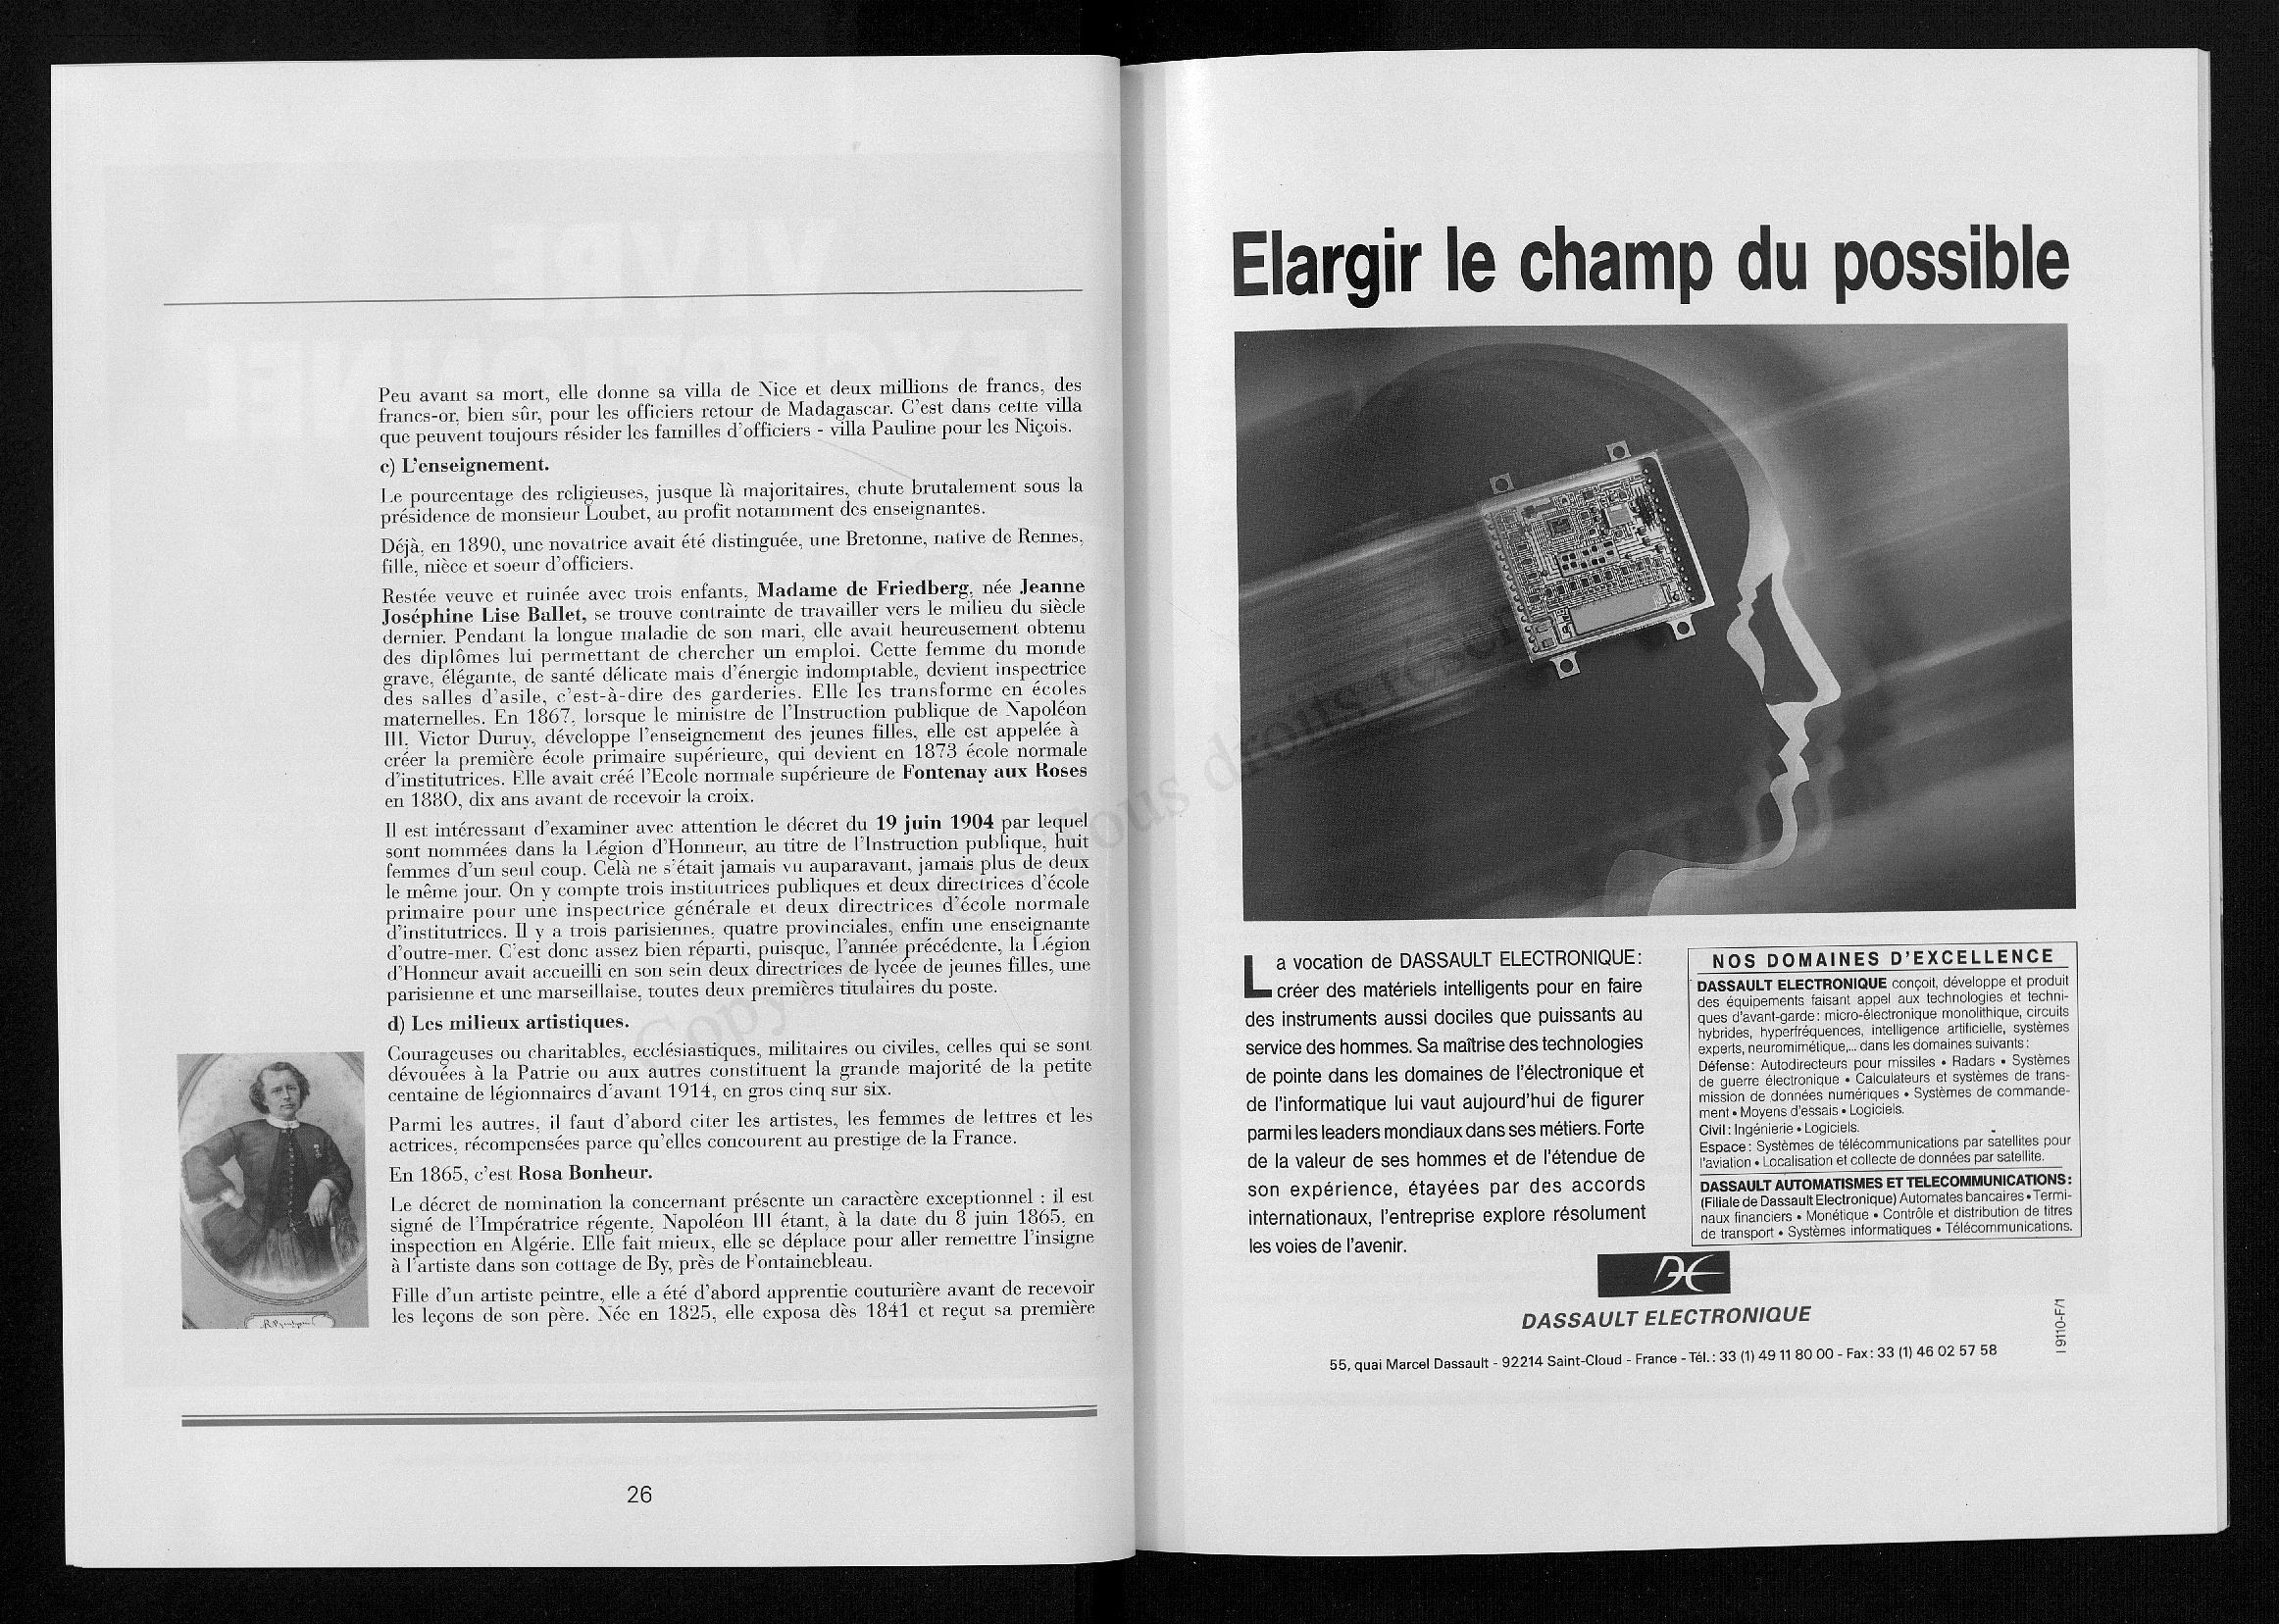 Peu avant sa mort, elle donne sa villa de Nice et deux millions de francs, des
francs-or, bien sûr, pour les officiers retour de Madagascar. C'est dans cette villa
que peuvent toujours résider les familles d'officiers - villa Pauline pour les Niçois.
c) L'enseignement.
Le pourcentage des religieuses, jusque là majoritaires, chute brutalement sous la
présidence de monsieur Loubet, au profit notamment des enseignantes.
Déjà, en 1890, une novatrice avait été distinguée, une Bretonne, native de Rennes,
fille, nièce et soeur d'officiers.
Restée veuve et ruinée avec trois enfants, Madame de Friedberg, née Jeanne
Joséphine Lise Ballet, se trouve contrainte de travailler vers le milieu du siècle
dernier. Pendant la longue maladie de son mari, elle avait heureusement obtenu
des diplômes lui permettant de chercher un emploi. Cette femme du monde
grave, élégante, de santé délicate mais d'énergie indomptable, devient inspectrice
des salles d'asile, c'est-à-dire des garderies. Elle les transforme en écoles
maternelles. En 1867, lorsque le ministre de l'Instruction publique de Napoléon
III, Victor Duruy, développe l'enseignement des jeunes filles, elle est appelée à
créer la première école primaire supérieure, qui devient en 1873 école normale
d'institutrices. Elle avait créé l'Ecole normale supérieure de Fontenay aux Roses
en 1880, dix ans avant de recevoir la croix.
Il est intéressant d'examiner avec attention le décret du 19 juin 1904 par lequel
sont nommées dans la Légion d'Honneur, au titre de l'Instruction publique, huit
femmes d'un seul coup. Celà ne s'était jamais vu auparavant, jamais plus de deux
le même jour. On y compte trois institutrices publiques et deux directrices d'école
primaire pour une inspectrice générale et deux directrices d'école normale
d'institutrices. Il y a trois parisiennes, quatre provinciales, enfin une enseignante
d'outre-mer. C'est donc assez bien réparti, puisque, l'année précédente, la Légion
d'Honneur avait accueilli en son sein deux directrices de lycée de jeunes filles, une
parisienne et une marseillaise, toutes deux premières titulaires du poste.
d) Les milieux artistiques.
Courageuses ou charitables, ecclésiastiques, militaires ou civiles, celles qui se sont
dévouées à la Patrie ou aux autres constituent la grande majorité de la petite
centaine de légionnaires d'avant 1914, en gros cinq sur six.
Parmi les autres, il faut d'abord citer les artistes, les femmes de lettres et les
actrices, récompensées parce qu'elles concourent au prestige de la France.
En 1865, c'est Rosa Bonheur.
Le décret de nomination la concernant présente un caractère exceptionnel : il est
signé de l'Impératrice régente, Napoléon III étant, à la date du 8 juin 1865, en
inspection en Algérie. Elle fait mieux, elle se déplace pour aller remettre l'insigne
à l'artiste dans son cottage de By, près de Fontainebleau.
Fille d'un artiste peintre, elle a été d'abord apprentie couturière avant de recevoir
les leçons de son père. Née en 1825, elle exposa dès 1841 et reçut sa première
26
Elargir le champ du possible
La vocation de DASSAULT ELECTRONIQUE:
créer des matériels intelligents pour en faire
des instruments aussi dociles que puissants au
service des hommes. Sa maîtrise des technologies
de pointe dans les domaines de l'électronique et
de l'informatique lui vaut aujourd'hui de figurer
parmi les leaders mondiaux dans ses métiers. Forte
de la valeur de ses hommes et de l'étendue de
son expérience, étayées par des accords
internationaux, l'entreprise explore résolument
les voies de l'avenir.
NOS DOMAINES D'EXCELLENCE
DASSAULT ELECTRONIQUE conçoit, développe et produit
des équipements faisant appel aux technologies et techni-
ques d'avant-garde: micro-électronique monolithique, circuits
hybrides, hyperfréquences, intelligence artificielle, systèmes
experts, neuromimétique,... dans les domaines suivants:
Défense: Autodirecteurs pour missiles • Radars • Systèmes
de guerre électronique • Calculateurs et systèmes de trans-
mission de données numériques • Systèmes de commande-
ment • Moyens d'essais • Logiciels.
Civil: Ingénierie • Logiciels.
Espace: Systèmes de télécommunications par satellites pour
l'aviation • Localisation et collecte de données par satellite.
DASSAULT AUTOMATISMES ET TELECOMMUNICATIONS:
(Filiale de Dassault Electronique) Automates bancaires • Termi-
naux financiers • Monétique • Contrôle et distribution de titres
de transport • Systèmes informatiques • Télécommunications.
DASSAULT ELECTRONIQUE
55, quai Marcel Dassault - 92214 Saint-Cloud - France - Tél.: 33 (1) 49 11 80 00 - Fax: 33 (1) 46 02 57 58
I 9110-F/1